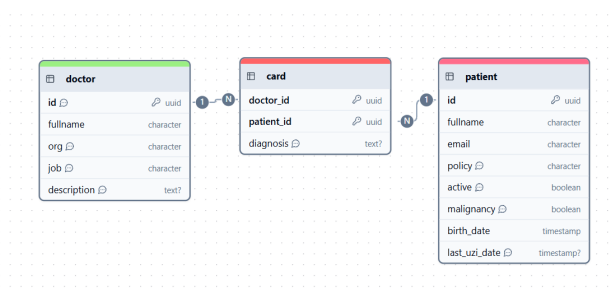 doctor
id uuid
fullname character
org character
job character
description text?
1 N
card
doctor_id uuid
patient_id uuid
diagnosis text?
N 1
patient
id uuid
fullname character
email character
policy character
active boolean
malignancy boolean
birth_date timestamp
last_uzi_date timestamp?